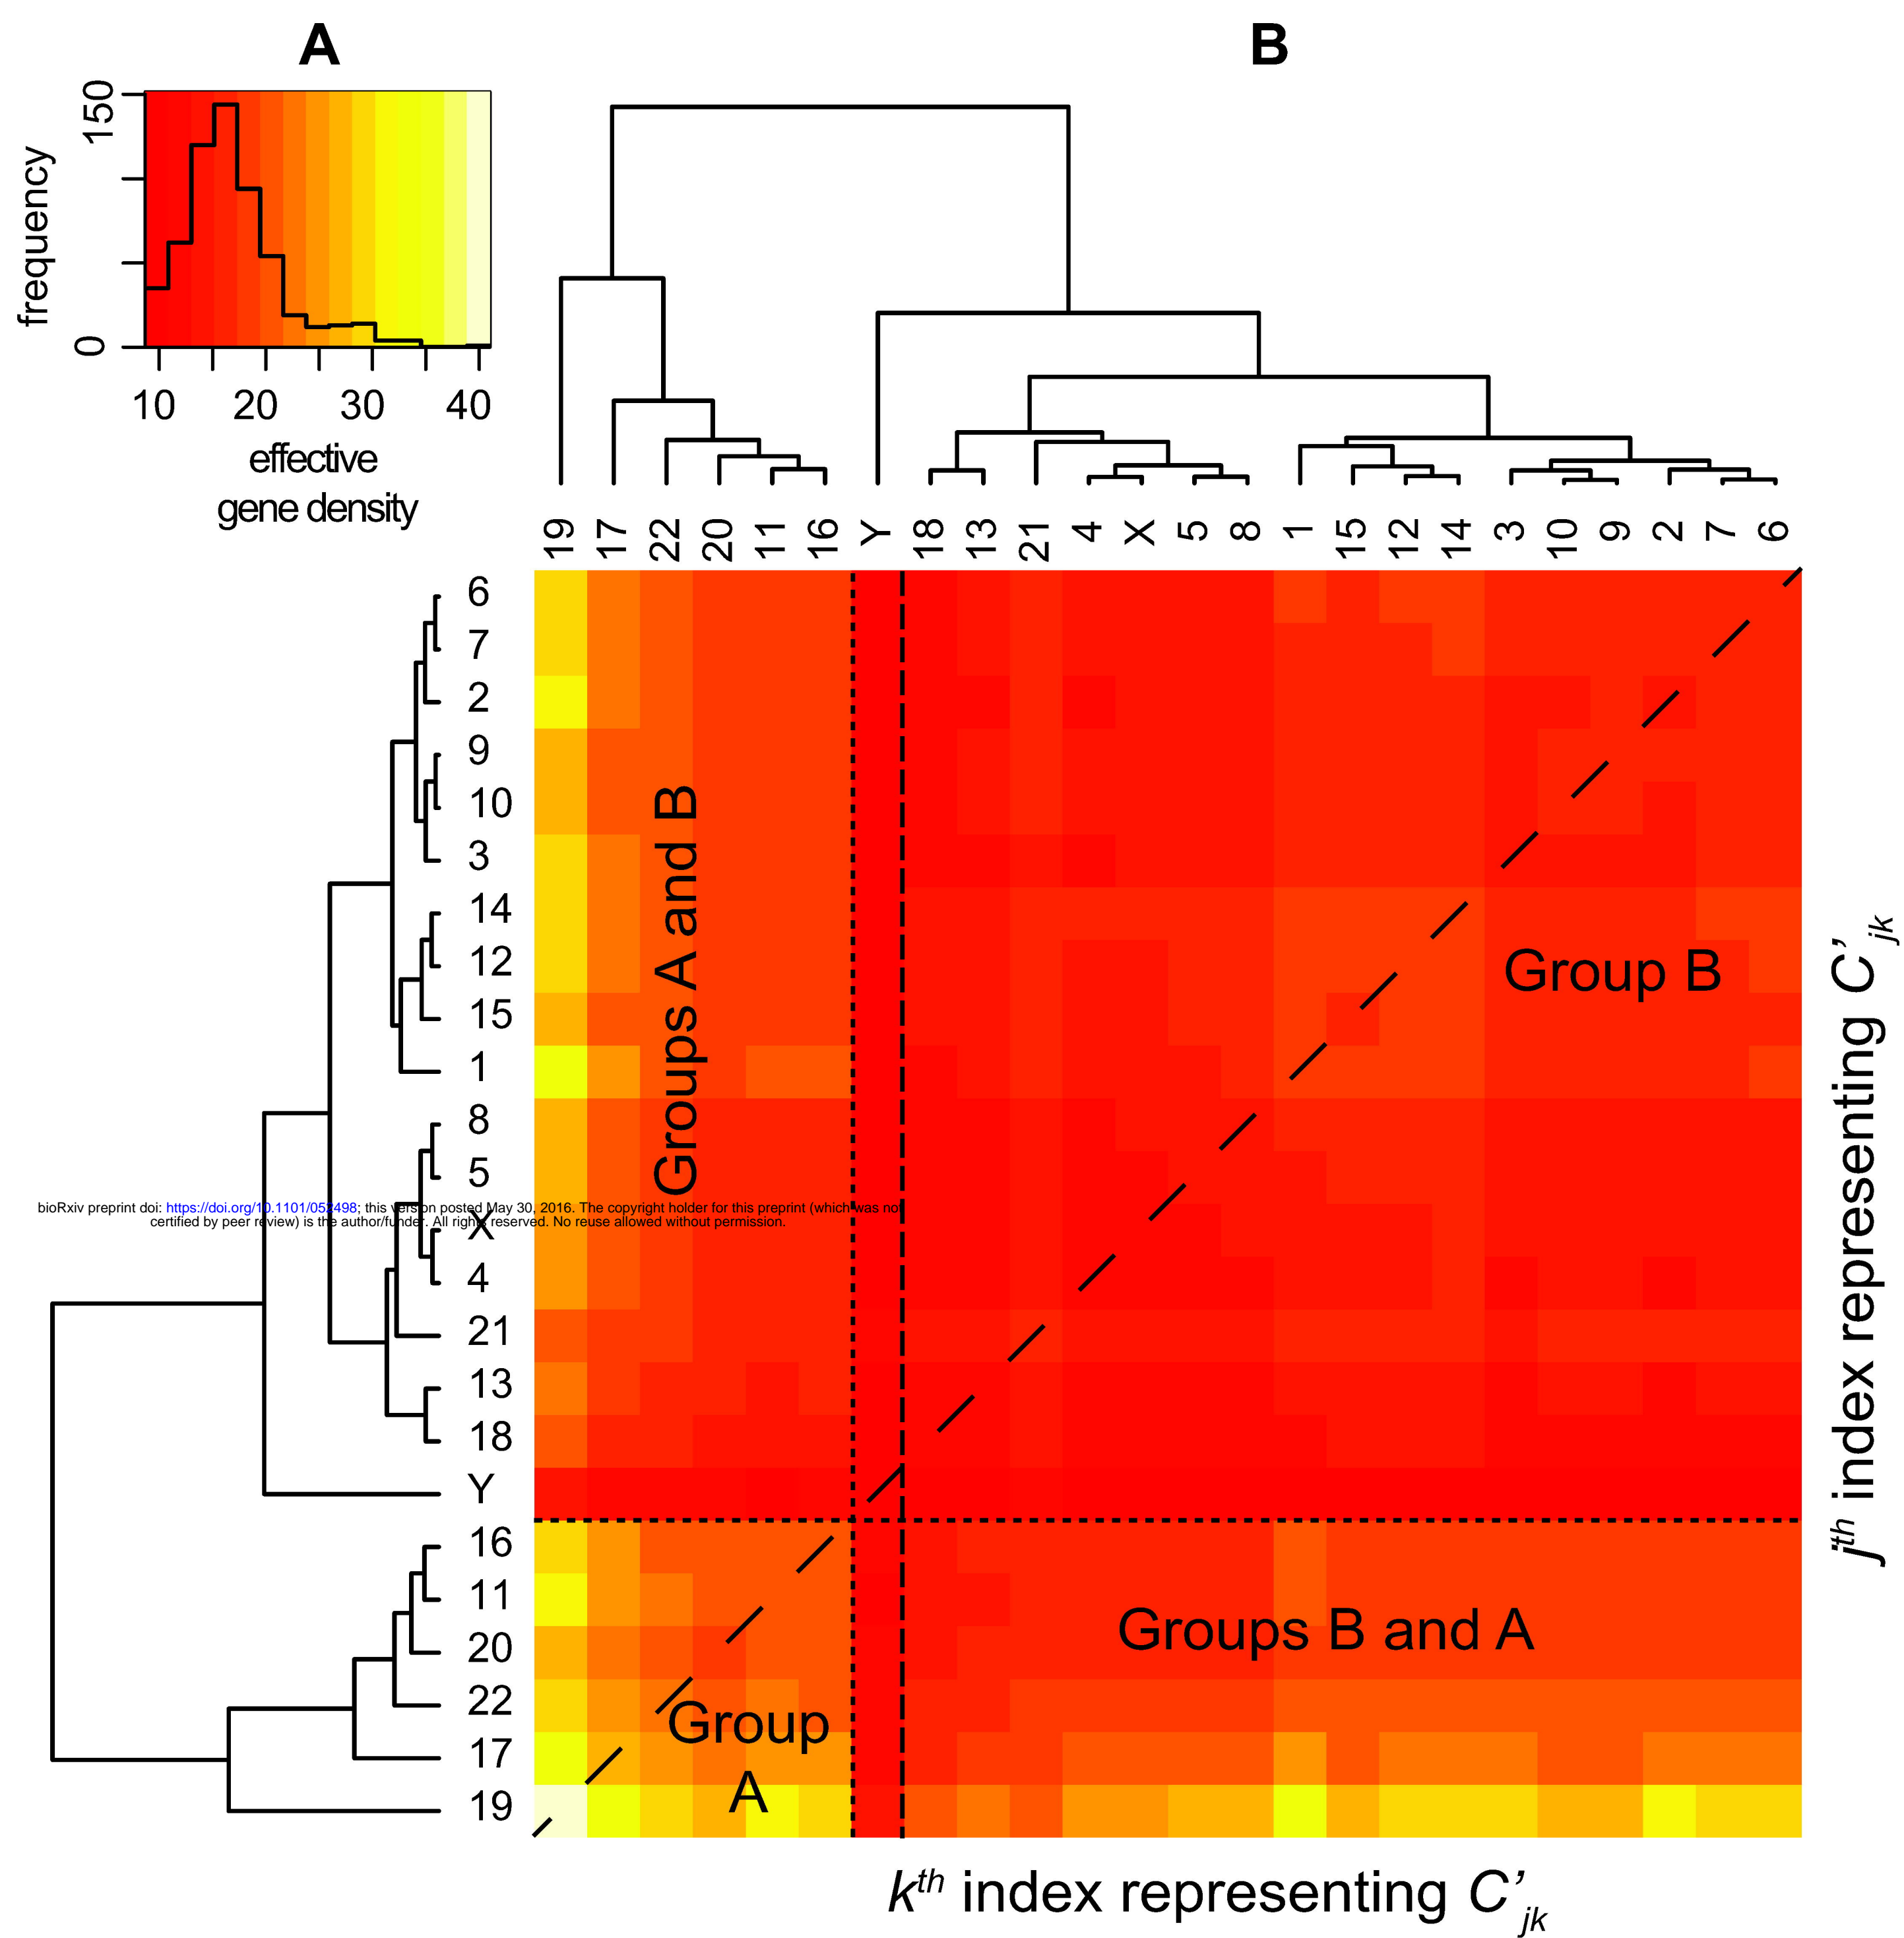 A
B
150
0
frequency
10 20 30 40
effective
gene density
19 17 22 20 11 16 Y 18 13 21 4 X 5 8 1 15 12 14 3 10 9 2 7 6
6
7
2
9
10
3
14
12
15
1
8
5
X
4
21
13
18
Y
16
11
20
22
17
19
Groups A and B
Group B
Groups B and A
Group
A
bioRxiv preprint doi: https://doi.org/10.1101/052498; this version posted May 30, 2016. The copyright holder for this preprint (which was not
certified by peer review) is the author/funder. All rights reserved. No reuse allowed without permission.
jth index representing C’jk
kth index representing C’jk